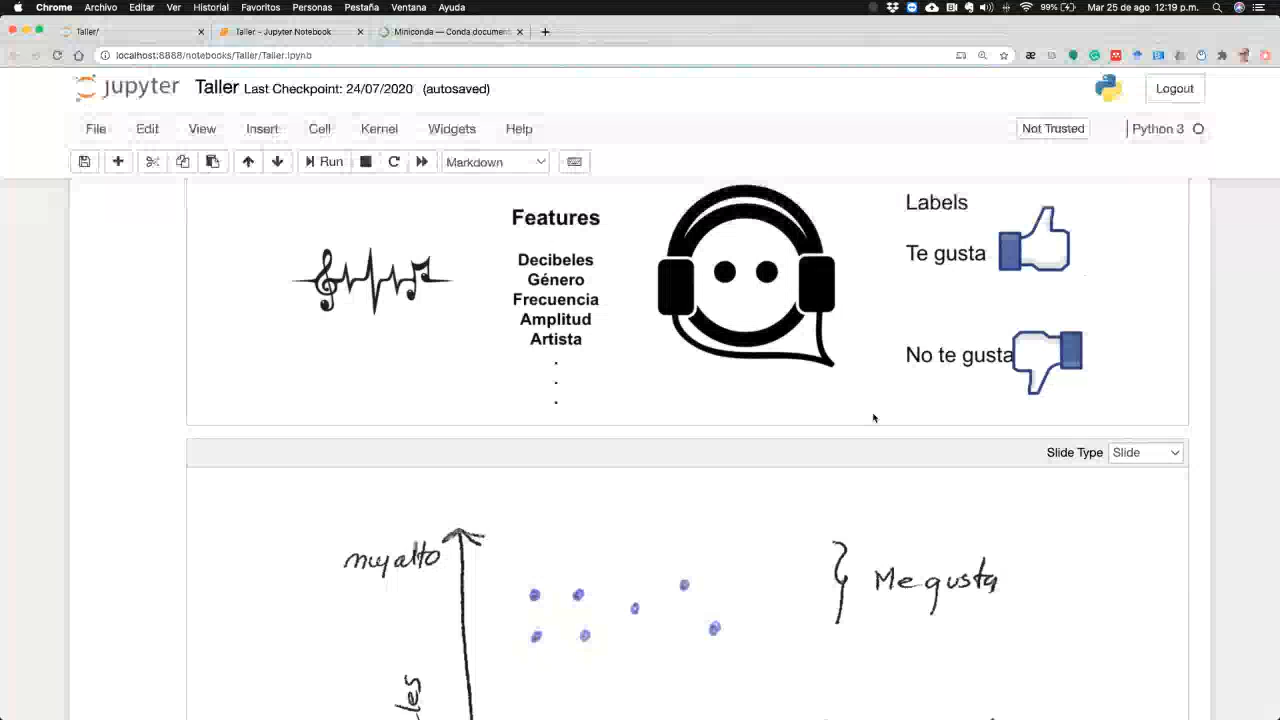 Chrome Archivo Editar Ver Historial Favoritos Personas Pestaña Ventana Ayuda 99% Mar 25 de ago 12:19 p.m.
Taller/ Taller - Jupyter Notebook Miniconda — Conda document
localhost:8888/notebooks/Taller/Taller.ipynb
jupyter Taller Last Checkpoint: 24/07/2020 (autosaved) Logout
File Edit View Insert Cell Kernel Widgets Help Not Trusted Python 3
Run Markdown
Features
Decibeles
Género
Frecuencia
Amplitud
Artista
.
.
.
Labels
Te gusta
No te gusta
Slide Type Slide
muy alto
Me gusta
les